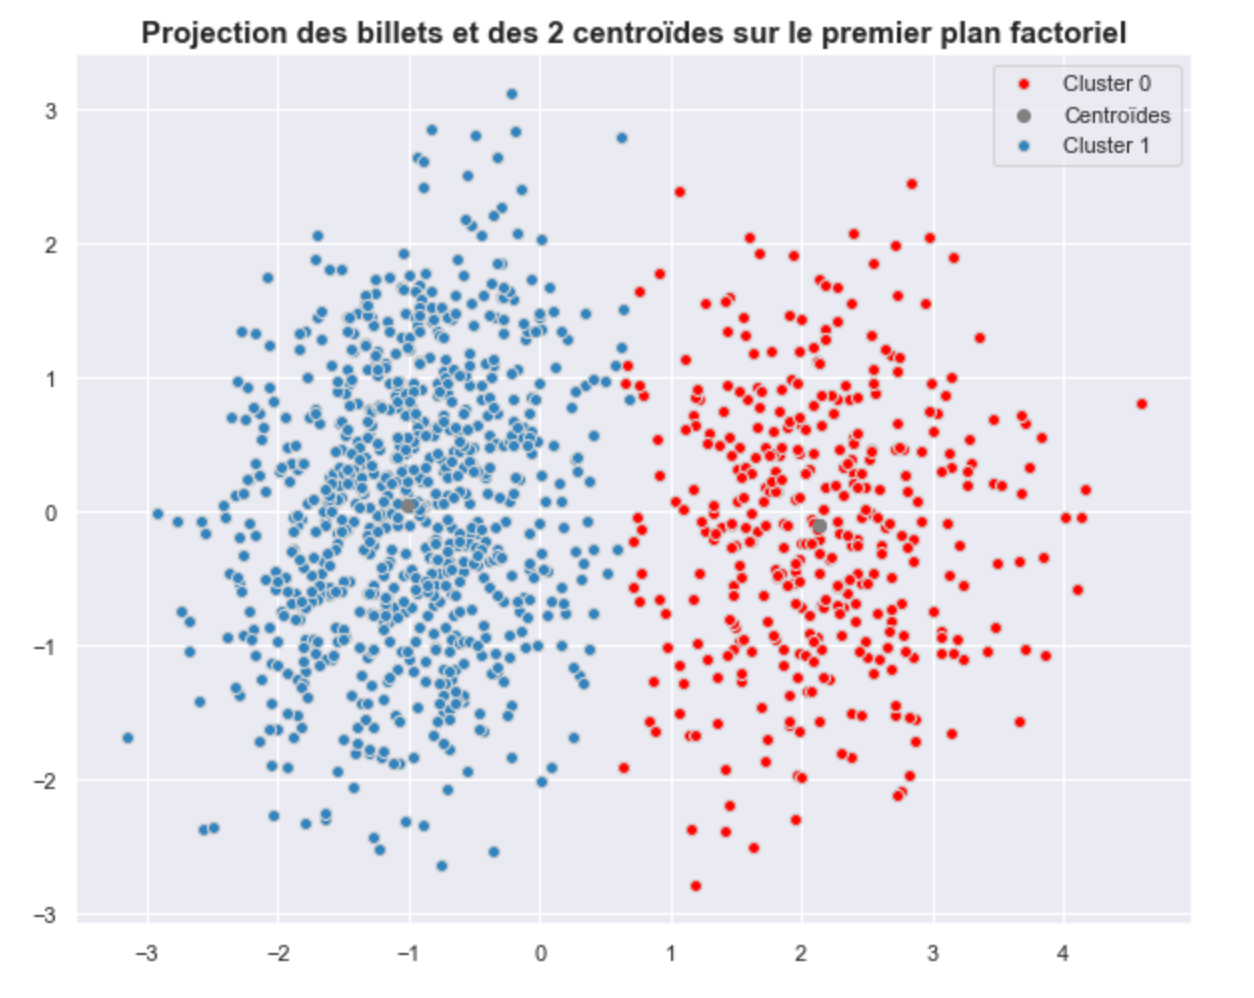 Projection des billets et des 2 centroïdes sur le premier plan factoriel
Cluster 0
Centroïdes
Cluster 1
3
2
1
0
−1
−2
−3
−3 −2 −1 0 1 2 3 4